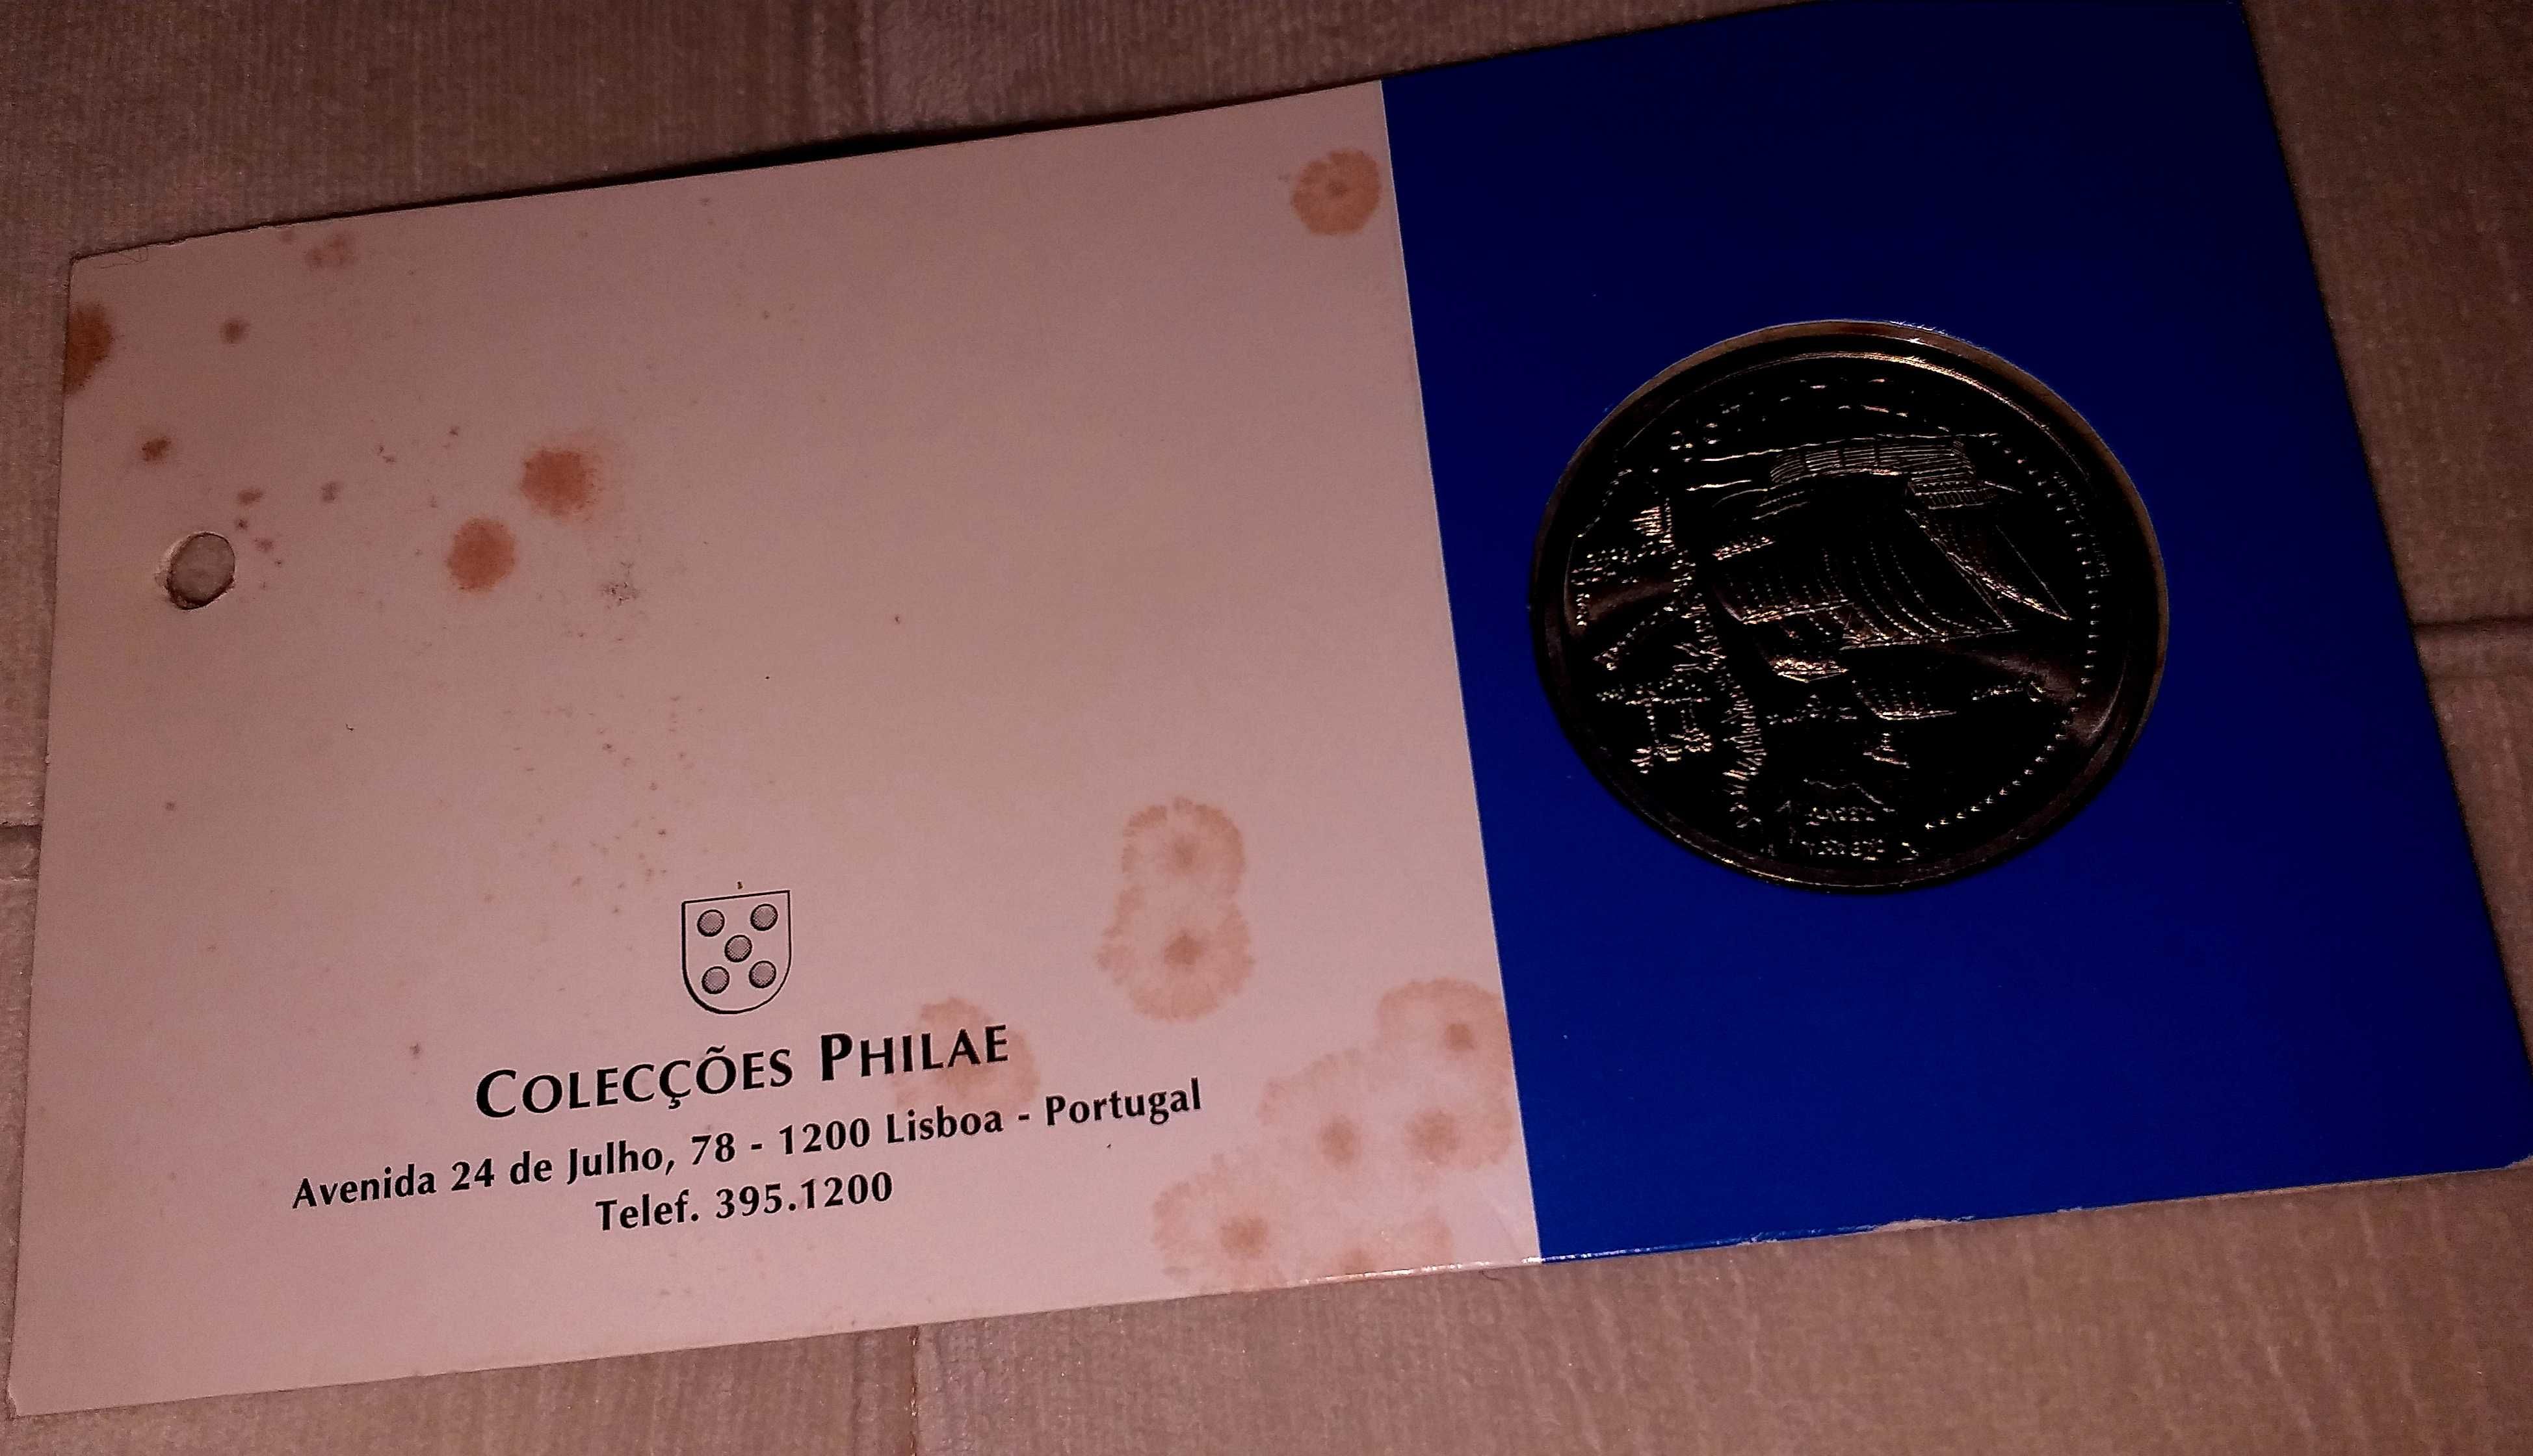 COLECÇÕES PHILAE
Avenida 24 de Julho, 78 - 1200 Lisboa - Portugal
Telef. 395.1200